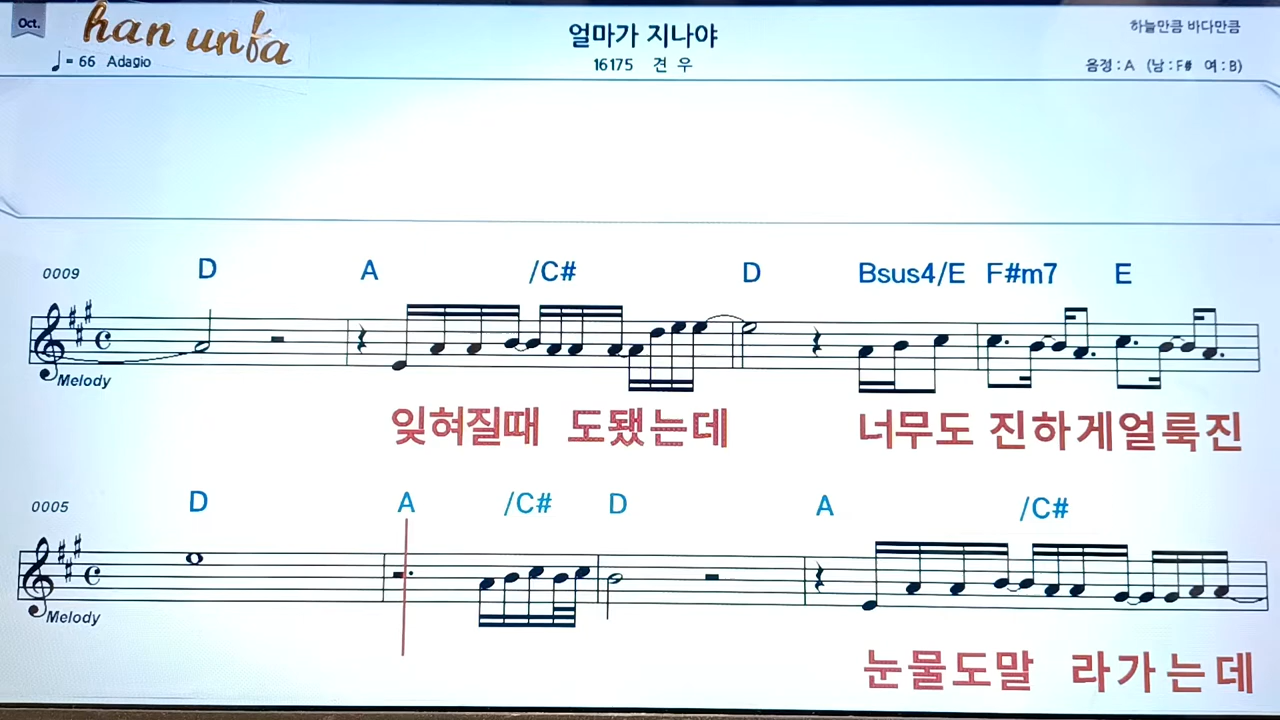 Oct.
han unfa
얼마가 지나야
하늘만큼 바다만큼
♩= 66 Adagio
16175 견 우
음정 : A (남 : F# 여 : B)
0009
D A /C# D Bsus4/E F#m7 E
Melody
잊혀질때 도됐는데 너무도 진하게얼룩진
0005
D A /C# D A /C#
Melody
눈물도말 라가는데